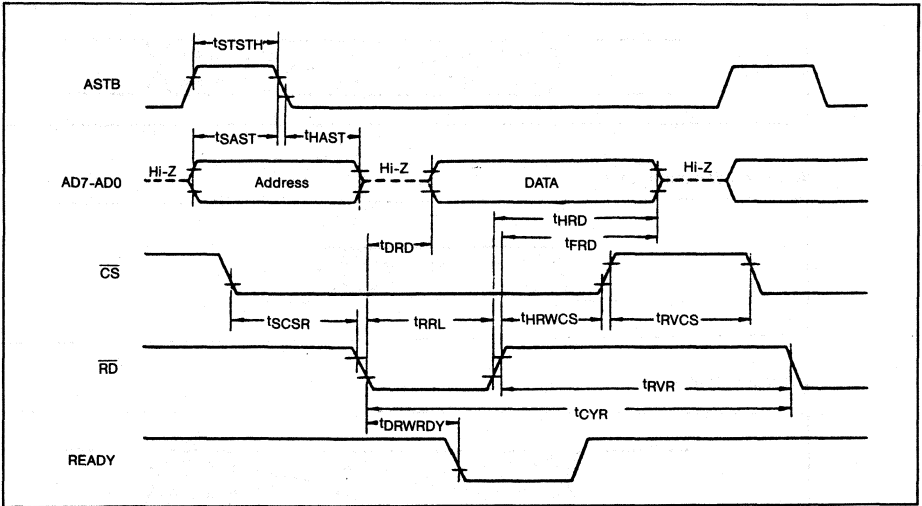 tSTSTH
ASTB
tSAST tHAST
Hi-Z Hi-Z Hi-Z
AD7-AD0 Address DATA
tHRD
tDRD tFRD
CS
tSCSR tRRL tHRWCS tRVCS
RD
tRVR
tCYR
tDRWRDY
READY